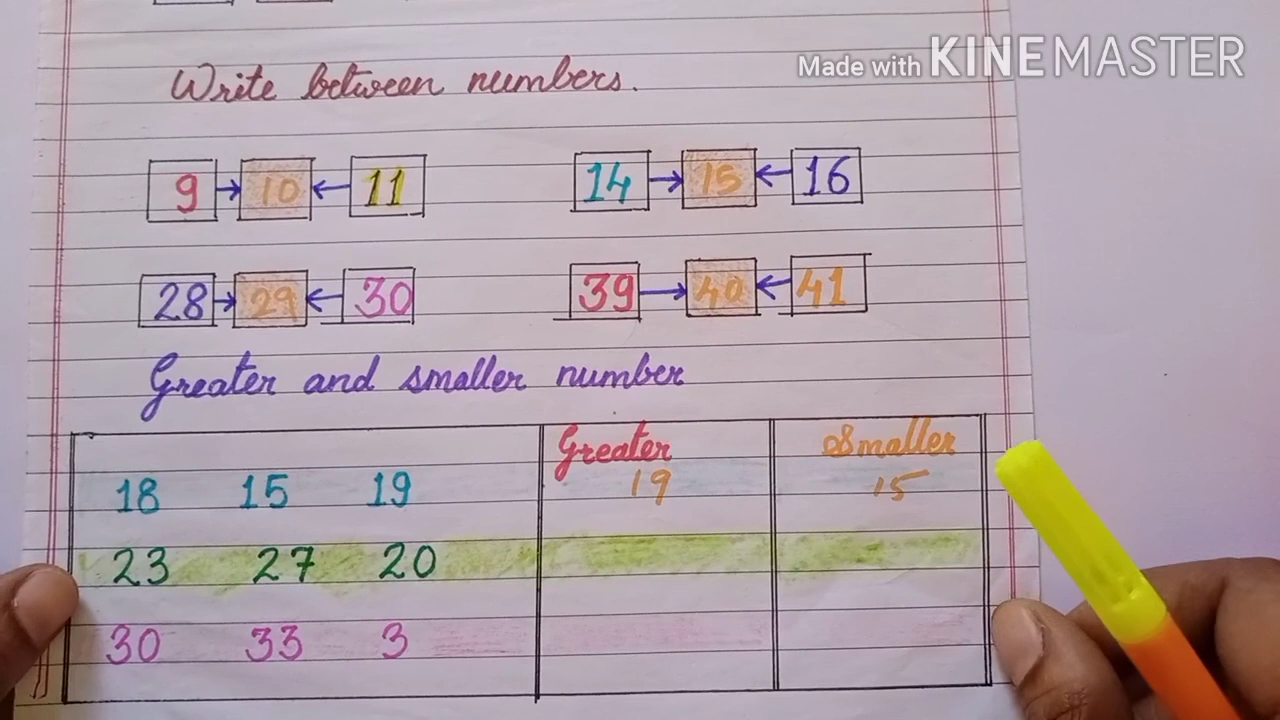 Made with KINEMASTER
Write between numbers.
9 → 10 ← 11 14 → 15 ← 16
28 → 29 ← 30 39 → 40 ← 41
Greater and smaller number
Greater Smaller
18 15 19 19 15
23 27 20
30 33 3